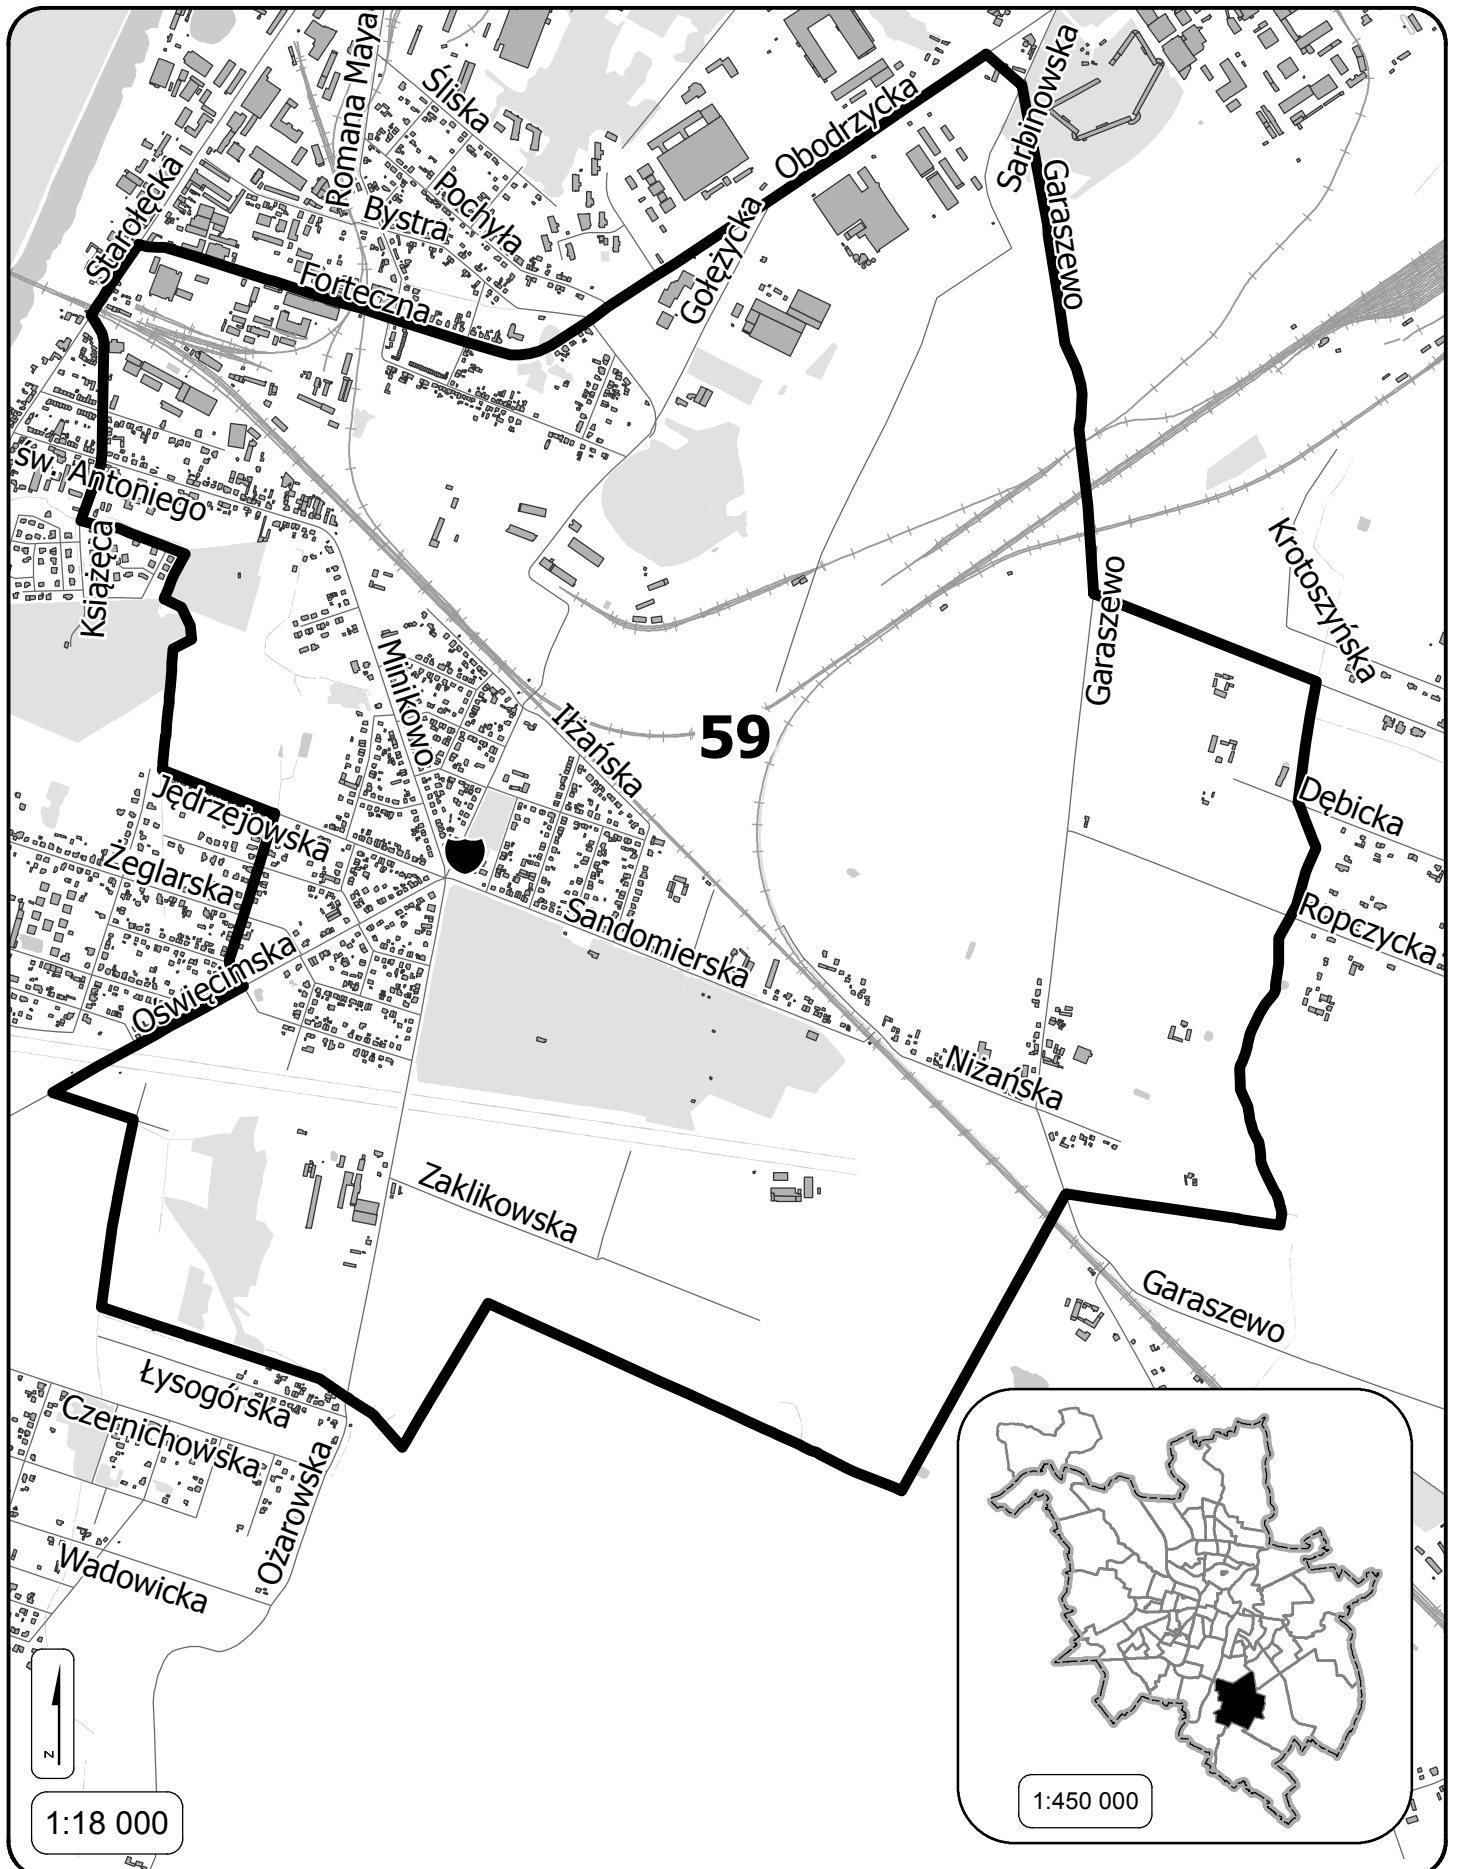 Romana Maya
Śliska
Sarbinowska
Obodrzycka
Starołęcka
Pochyła
Bystra
Garaszewo
Gołężycka
Forteczna
św. Antoniego
Książęca
Krotoszyńska
Garaszewo
Minikowo
Iłżańska
59
Jędrzejowska
Dębicka
Żeglarska
Sandomierska
Ropczycka
Oświęcimska
Niżańska
Zaklikowska
Garaszewo
Łysogórska
Czernichowska
Ożarowska
Wadowicka
z
1:18 000
1:450 000